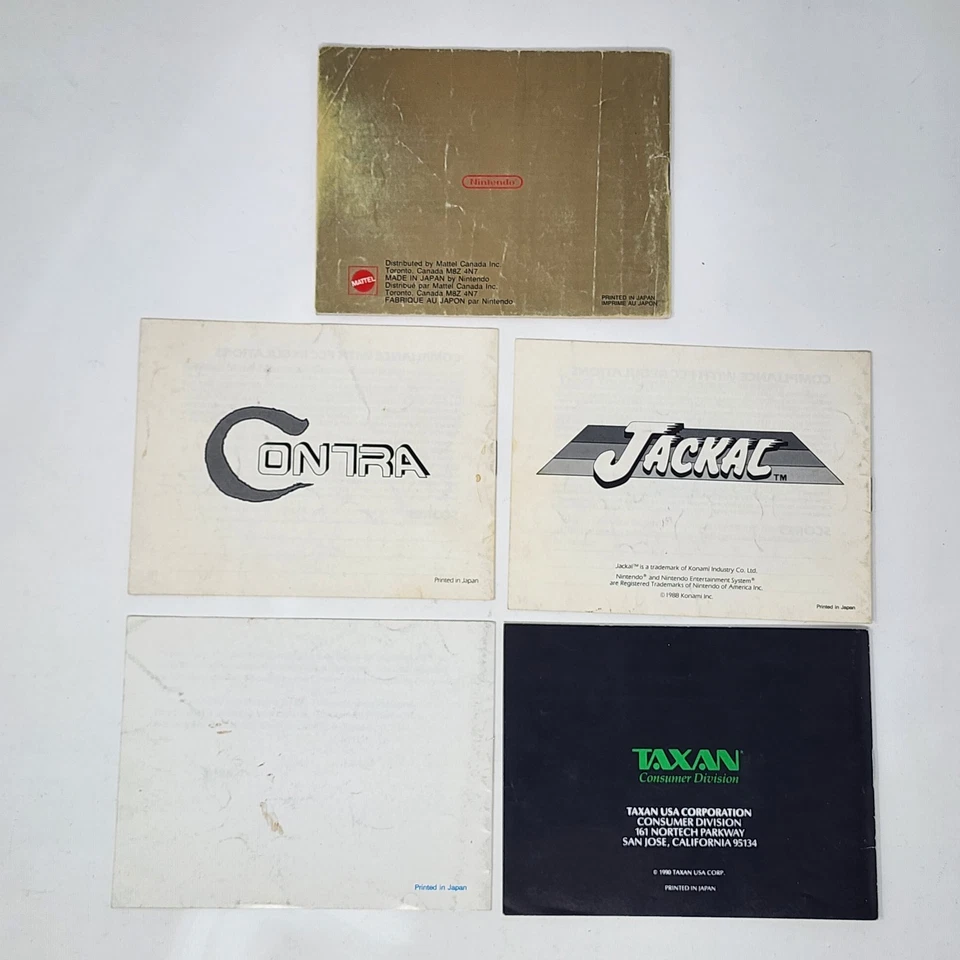 Nintendo®
MATTEL
Distributed by Mattel Canada Inc.
Toronto, Canada M8Z 4N7
MADE IN JAPAN by Nintendo
Distribué par Mattel Canada Inc.
Toronto, Canada M8Z 4N7
FABRIQUE AU JAPON par Nintendo
PRINTED IN JAPAN
IMPRIME AU JAPON
CONTRA
Printed in Japan
JACKAL™
Jackal™ is a trademark of Konami Industry Co. Ltd.
Nintendo® and Nintendo Entertainment System®
are Registered Trademarks of Nintendo of America Inc.
©1988 Konami Inc.
Printed in Japan
Printed in Japan
TAXAN®
Consumer Division
TAXAN USA CORPORATION
CONSUMER DIVISION
161 NORTECH PARKWAY
SAN JOSE, CALIFORNIA 95134
© 1990 TAXAN USA CORP.
PRINTED IN JAPAN